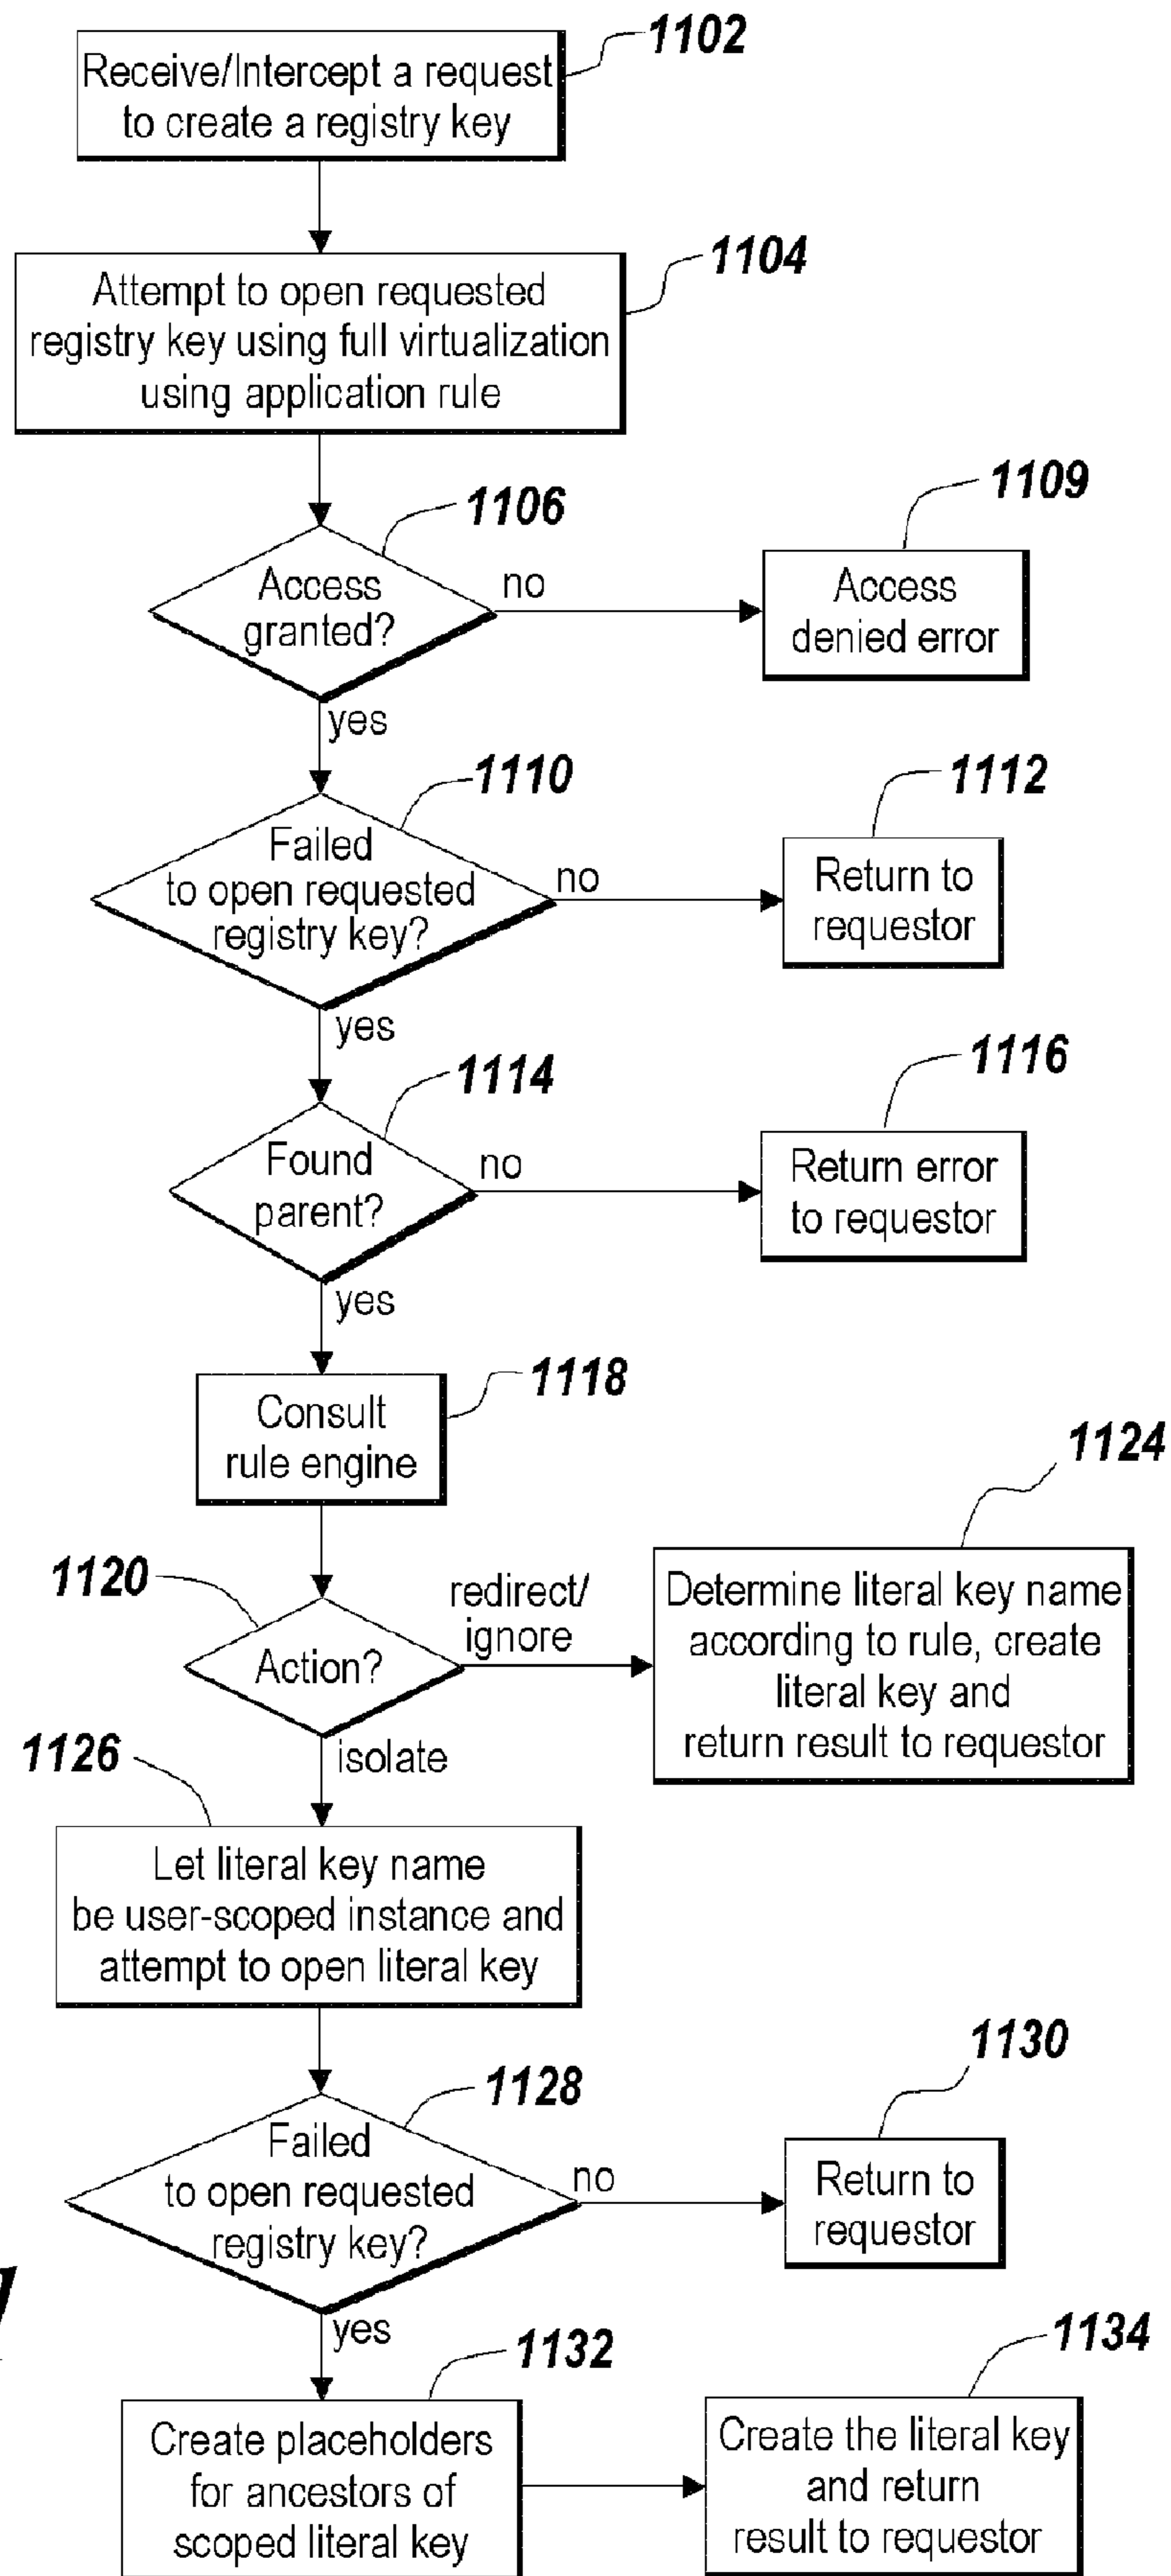 1102
Receive/Intercept a request
to create a registry key
1104
Attempt to open requested
registry key using full virtualization
using application rule
1106
Access
granted?
no
1109
Access
denied error
yes
1110
Failed
to open requested
registry key?
no
1112
Return to
requestor
yes
1114
Found
parent?
no
1116
Return error
to requestor
yes
1118
Consult
rule engine
1120
Action?
redirect/
ignore
1124
Determine literal key name
according to rule, create
literal key and
return result to requestor
isolate
1126
Let literal key name
be user-scoped instance and
attempt to open literal key
1128
Failed
to open requested
registry key?
no
1130
Return to
requestor
yes
1132
Create placeholders
for ancestors of
scoped literal key
1134
Create the literal key
and return
result to requestor